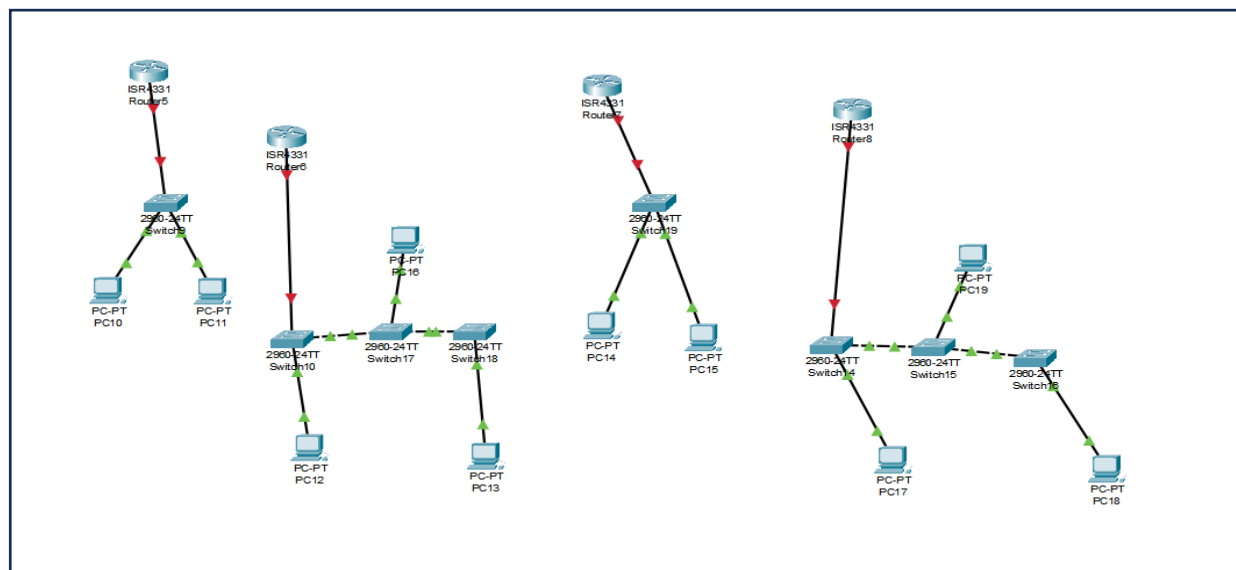 ISR4331
Router5
2960-24TT
Switch9
PC-PT
PC10
PC-PT
PC11
ISR4331
Router6
PC-PT
PC16
2960-24TT
Switch10
2960-24TT
Switch17
2960-24TT
Switch18
PC-PT
PC12
PC-PT
PC13
ISR4331
Router7
2960-24TT
Switch19
PC-PT
PC14
PC-PT
PC15
ISR4331
Router8
PC-PT
PC19
2960-24TT
Switch14
2960-24TT
Switch15
2960-24TT
Switch16
PC-PT
PC17
PC-PT
PC18